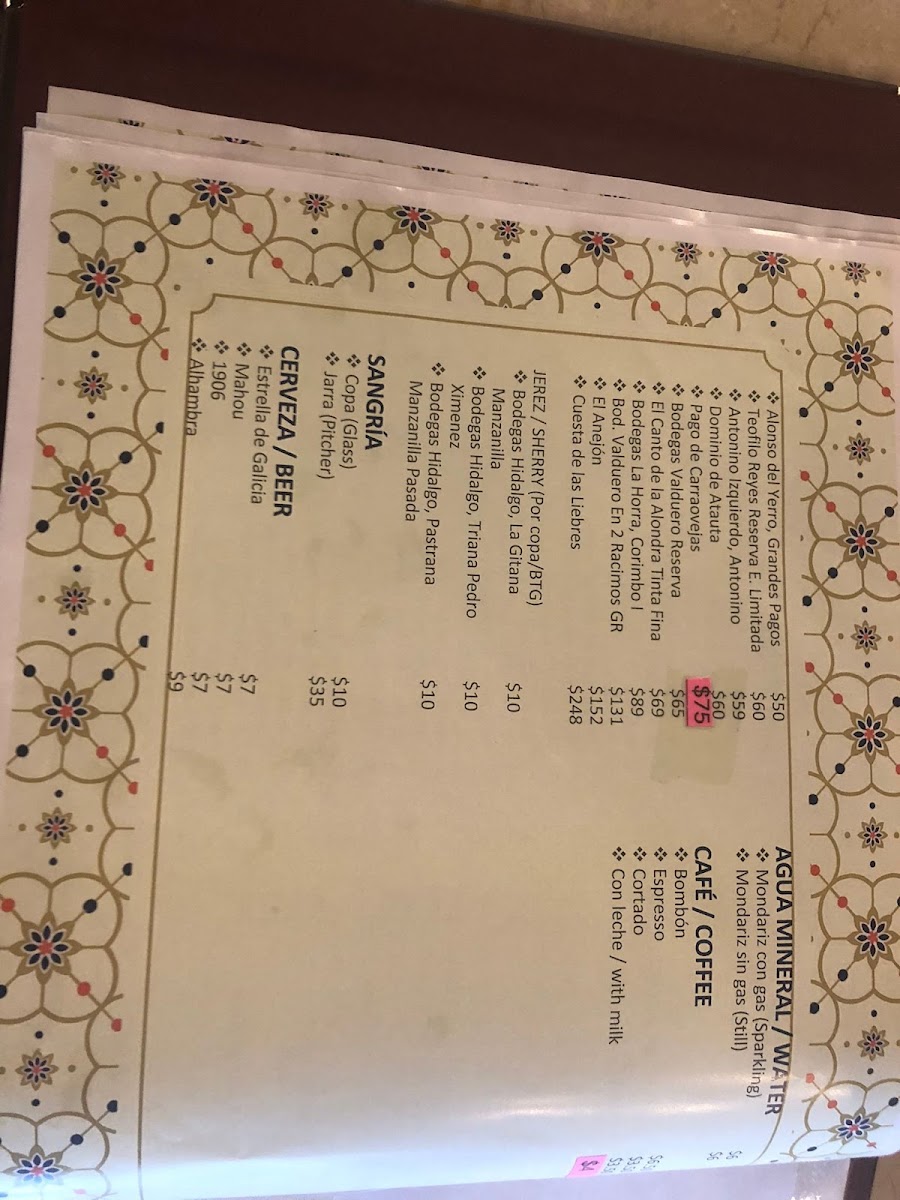 ❖ Alonso del Yerro, Grandes Pagos $50
❖ Teofilo Reyes Reserva E. Limitada $60
❖ Antonino Izquierdo, Antonino $59
❖ Dominio de Atauta $60
❖ Pago de Carraovejas $75
❖ Bodegas Valduero Reserva $65
❖ El Canto de la Alondra Tinta Fina $69
❖ Bodegas La Horra, Corimbo I $89
❖ Bod. Valduero En 2 Racimos GR $131
❖ El Anejón $152
❖ Cuesta de las Liebres $248
JEREZ / SHERRY (Por copa/BTG)
❖ Bodegas Hidalgo, La Gitana $10
Manzanilla
❖ Bodegas Hidalgo, Triana Pedro $10
Ximenez
❖ Bodegas Hidalgo, Pastrana $10
Manzanilla Pasada
SANGRÍA
❖ Copa (Glass) $10
❖ Jarra (Pitcher) $35
CERVEZA / BEER
❖ Estrella de Galicia $7
❖ Mahou $7
❖ 1906 $7
❖ Alhambra $9
AGUA MINERAL / WATER
❖ Mondariz con gas (Sparkling) $6
❖ Mondariz sin gas (Still) $6
CAFÉ / COFFEE
❖ Bombón
❖ Espresso
❖ Cortado
❖ Con leche / with milk
$4